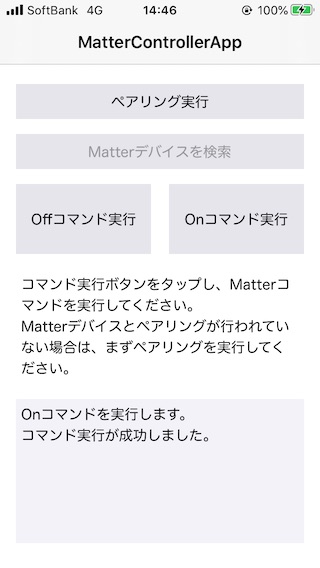 SoftBank 4G 14:46 100%
MatterControllerApp
ペアリング実行
Matterデバイスを検索
Offコマンド実行 Onコマンド実行
コマンド実行ボタンをタップし、Matterコ
マンドを実行してください。
Matterデバイスとペアリングが行われてい
ない場合は、まずペアリングを実行してく
ださい。
Onコマンドを実行します。
コマンド実行が成功しました。